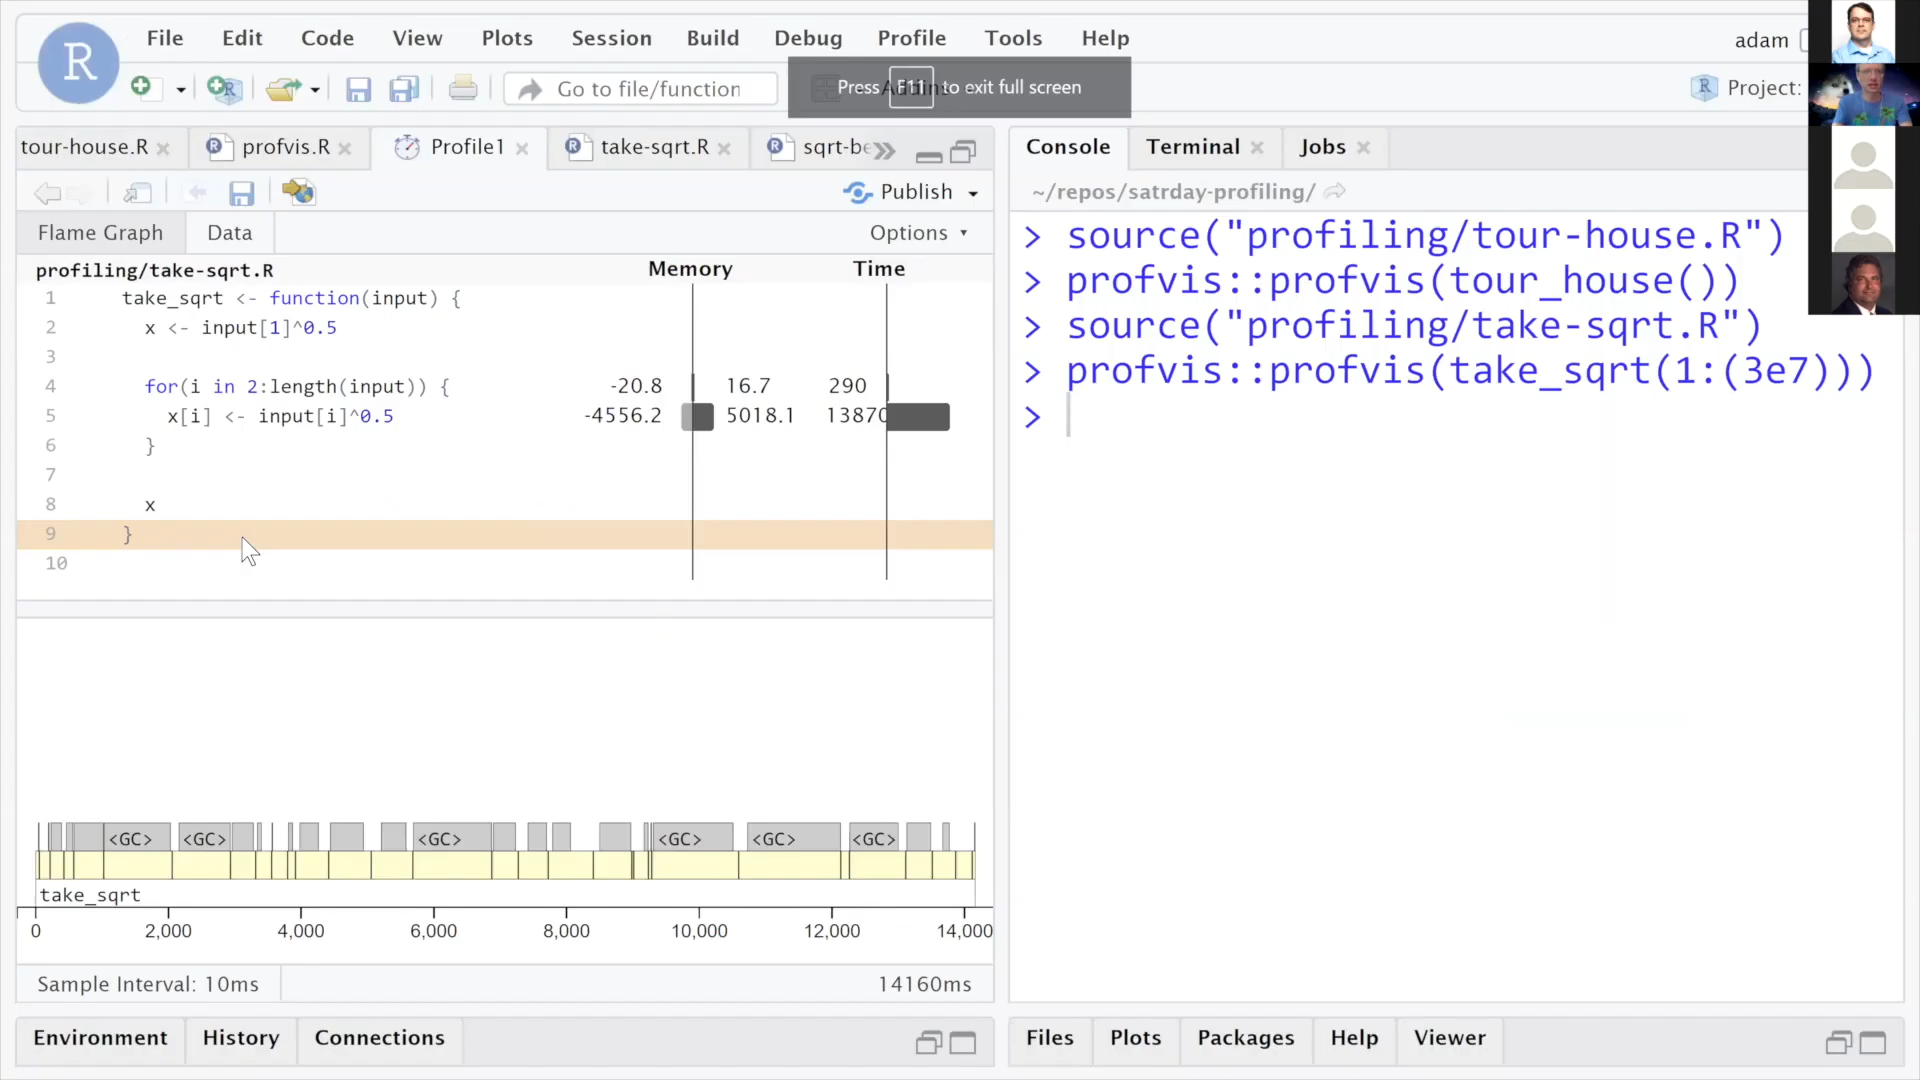 R
File Edit Code View Plots Session Build Debug Profile Tools Help
adam
Go to file/function
Press F11 to exit full screen
R Project:
tour-house.R
profvis.R
Profile1
take-sqrt.R
Publish
Flame Graph Data
Options
profiling/take-sqrt.R Memory Time
1 take_sqrt <- function(input) {
2 x <- input[1]^0.5
3
4 for(i in 2:length(input)) { -20.8 16.7 290
5 x[i] <- input[i]^0.5 -4556.2 5018.1 13870
6 }
7
8 x
9 }
10
<GC> <GC> <GC> <GC> <GC> <GC>
take_sqrt
0 2,000 4,000 6,000 8,000 10,000 12,000 14,000
Sample Interval: 10ms 14160ms
Environment History Connections
Console Terminal Jobs
~/repos/satrday-profiling/
> source("profiling/tour-house.R")
> profvis::profvis(tour_house())
> source("profiling/take-sqrt.R")
> profvis::profvis(take_sqrt(1:(3e7)))
>
Files Plots Packages Help Viewer